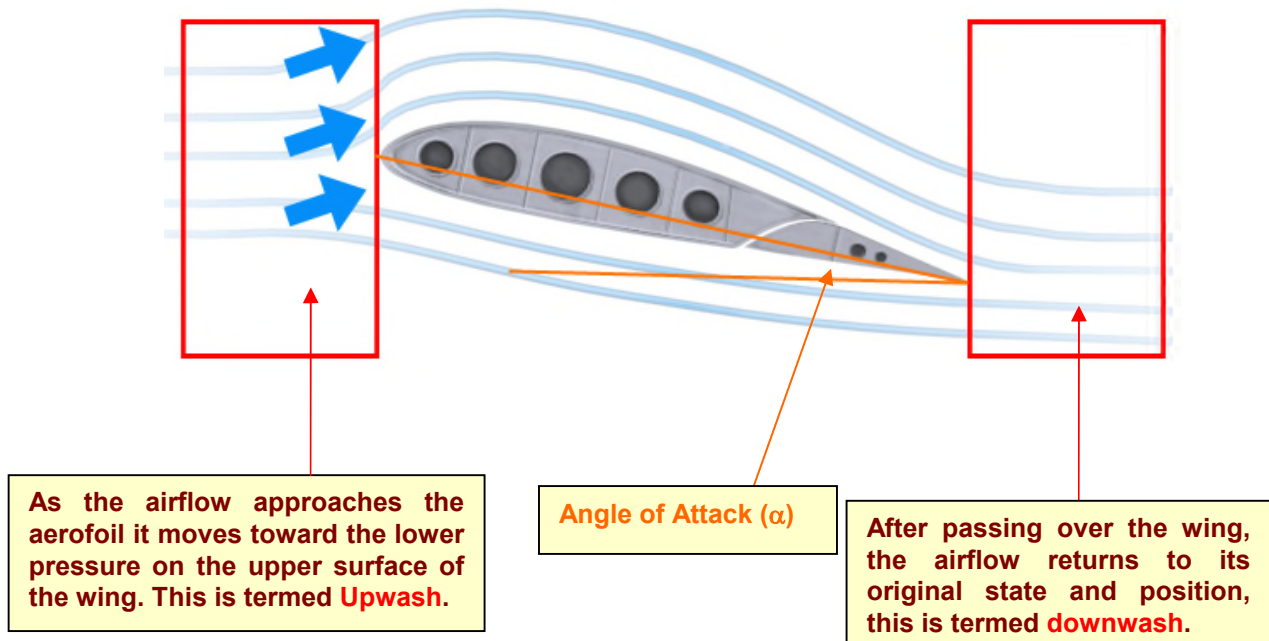 As the airflow approaches the
aerofoil it moves toward the lower
pressure on the upper surface of
the wing. This is termed Upwash.
Angle of Attack (α)
After passing over the wing,
the airflow returns to its
original state and position,
this is termed downwash.